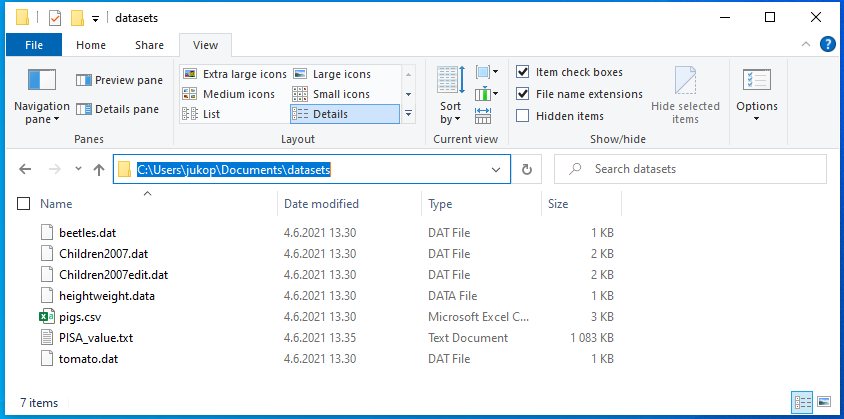 datasets
File Home Share View
Navigation pane
Preview pane
Details pane
Panes
Extra large icons Large icons
Medium icons Small icons
List Details
Layout
Sort by
Current view
Item check boxes
File name extensions
Hidden items
Hide selected items
Show/hide
Options
C:\Users\jukop\Documents\datasets
Search datasets
Name Date modified Type Size
beetles.dat 4.6.2021 13.30 DAT File 1 KB
Children2007.dat 4.6.2021 13.30 DAT File 2 KB
Children2007edit.dat 4.6.2021 13.30 DAT File 2 KB
heightweight.data 4.6.2021 13.30 DATA File 1 KB
pigs.csv 4.6.2021 13.30 Microsoft Excel C... 3 KB
PISA_value.txt 4.6.2021 13.35 Text Document 1 083 KB
tomato.dat 4.6.2021 13.30 DAT File 1 KB
7 items